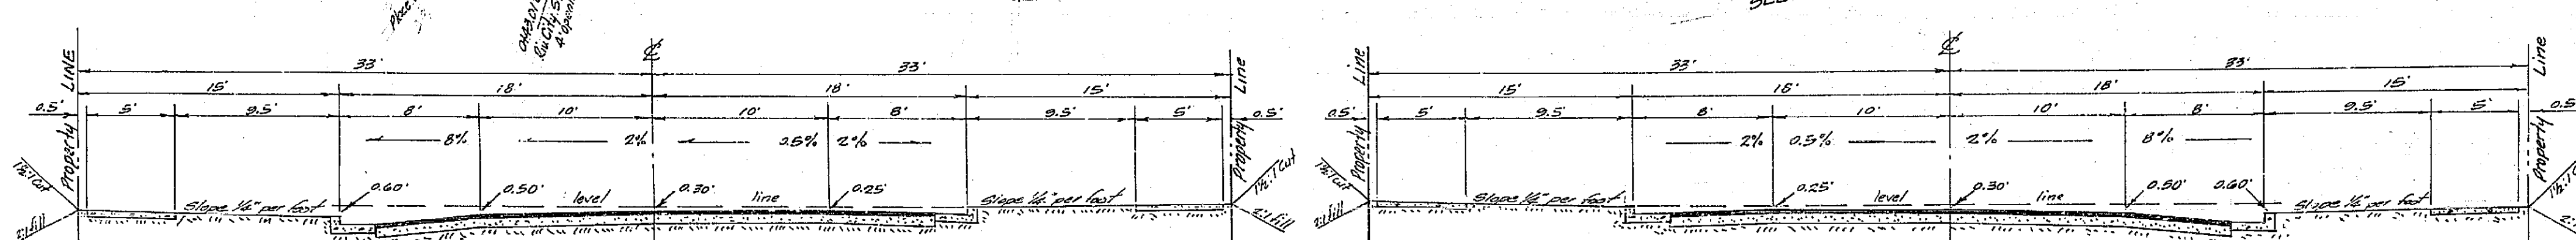 LINE
Property
33'
℄
33'
Line
Property
15'
18'
18'
15'
0.5'
5'
9.5'
8'
10'
10'
8'
9.5'
5'
0.5'
8%
2%
0.5%
2%
1½:1 Cut
2:1 fill
Slope ¼" per foot
0.60'
0.50'
level
0.30'
line
0.25'
Slope ¼" per foot
1½:1 Cut
2:1 fill
Line
Property
33'
℄
33'
Line
Property
15'
18'
18'
15'
0.5'
5'
9.5'
8'
10'
10'
8'
9.5'
5'
0.5'
2%
0.5%
2%
8%
1½:1 Cut
2:1 fill
Slope ¼" per foot
0.25'
level
0.30'
line
0.50'
0.60'
Slope ¼" per foot